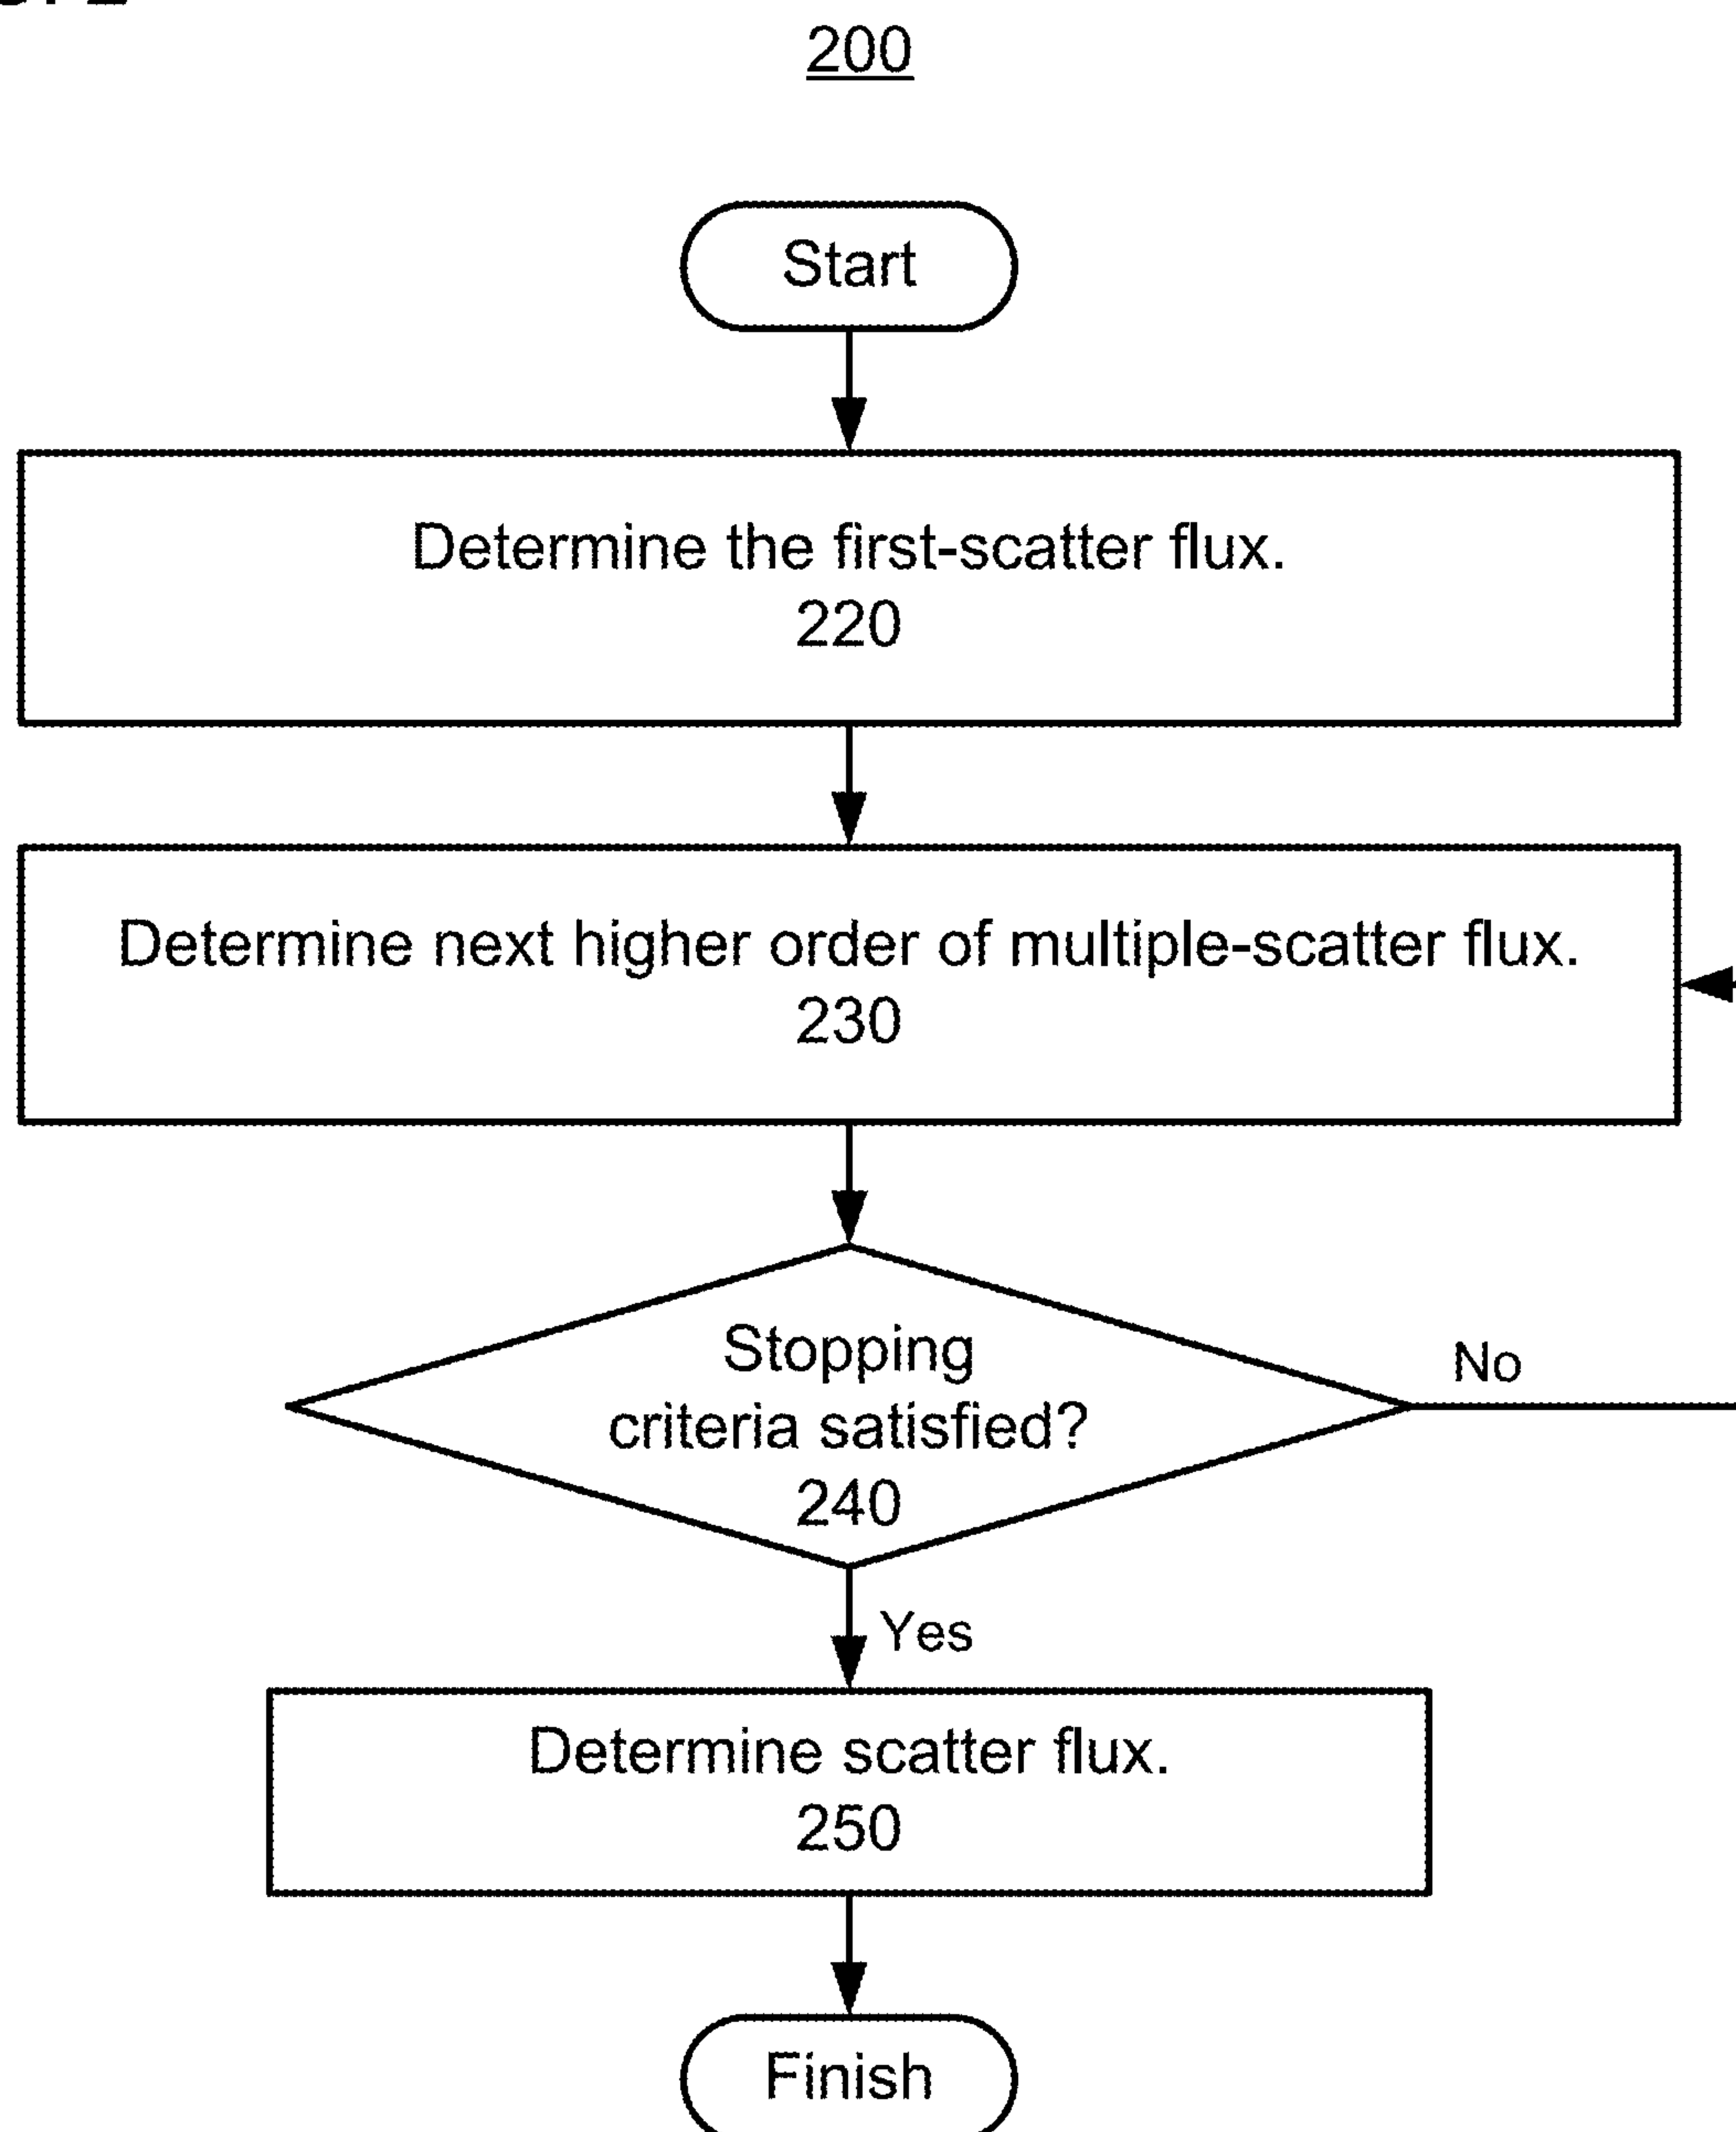 200
Start
Determine the first-scatter flux.
220
Determine next higher order of multiple-scatter flux.
230
Stopping
criteria satisfied?
240
No
Yes
Determine scatter flux.
250
Finish